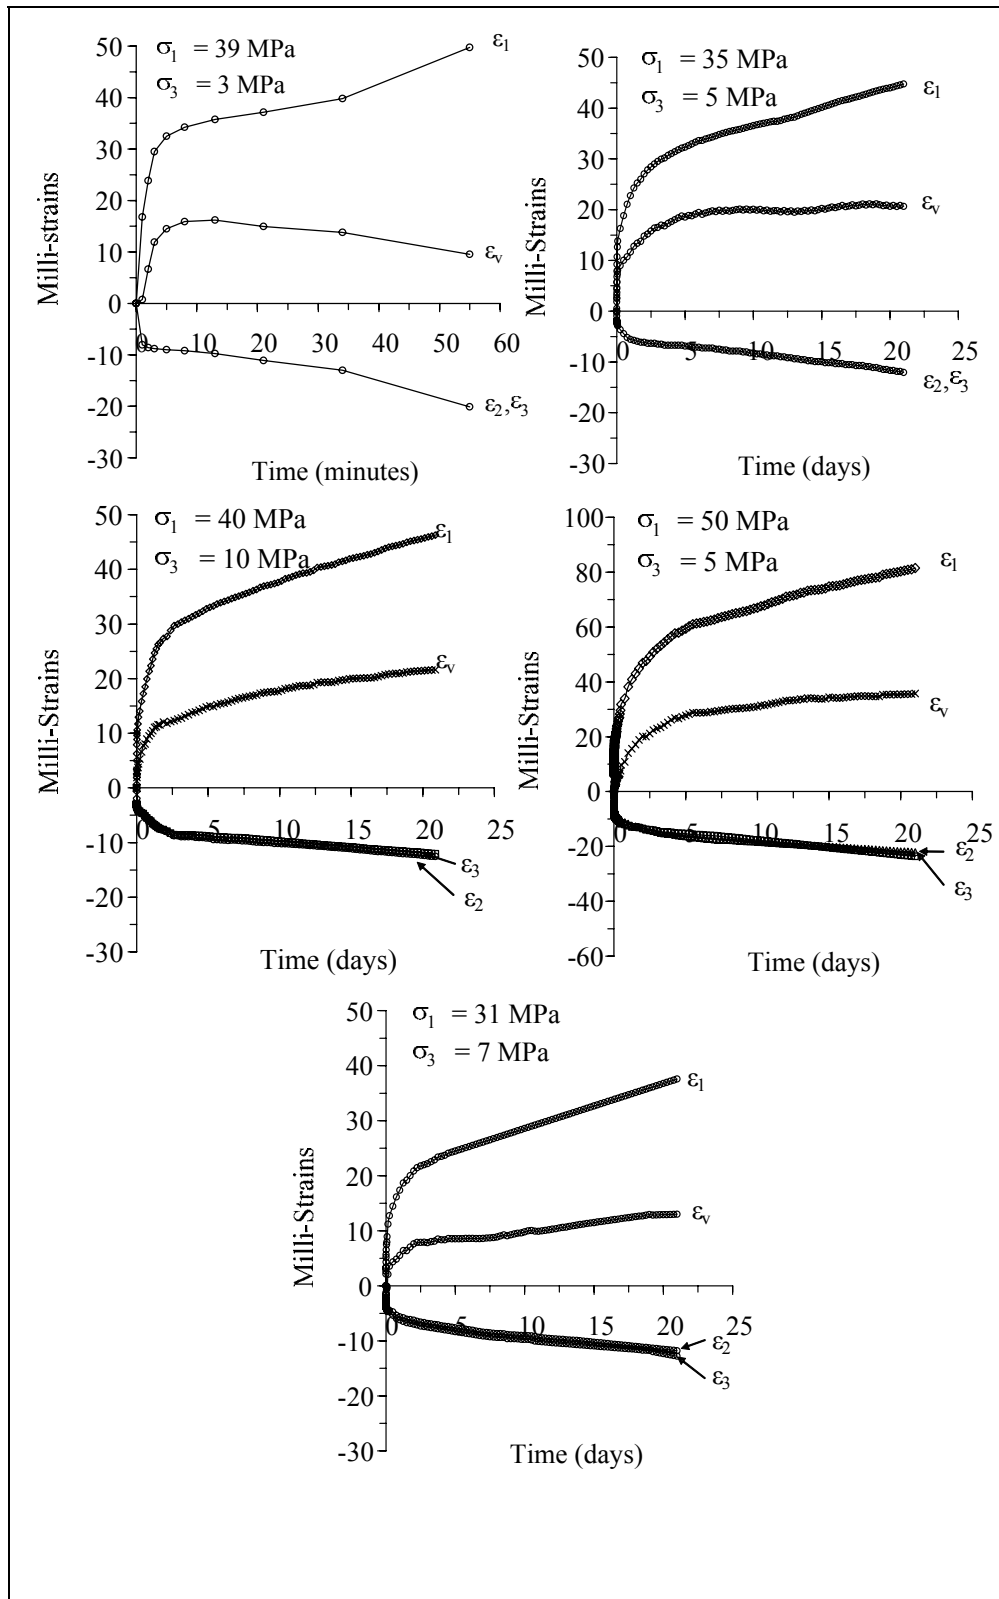 σ1 = 39 MPa
σ3 = 3 MPa
50
40
30
20
10
0
-10
-20
-30
0 10 20 30 40 50 60
ε1
εv
ε2,ε3
Milli-strains
Time (minutes)
σ1 = 35 MPa
σ3 = 5 MPa
50
40
30
20
10
0
-10
-20
-30
0 5 10 15 20 25
ε1
εv
ε2,ε3
Milli-Strains
Time (days)
σ1 = 40 MPa
σ3 = 10 MPa
50
40
30
20
10
0
-10
-20
-30
0 5 10 15 20 25
ε1
εv
ε3
ε2
Milli-Strains
Time (days)
σ1 = 50 MPa
σ3 = 5 MPa
100
80
60
40
20
0
-20
-40
-60
0 5 10 15 20 25
ε1
εv
ε2
ε3
Milli-Strains
Time (days)
σ1 = 31 MPa
σ3 = 7 MPa
50
40
30
20
10
0
-10
-20
-30
0 5 10 15 20 25
ε1
εv
ε2
ε3
Milli-Strains
Time (days)